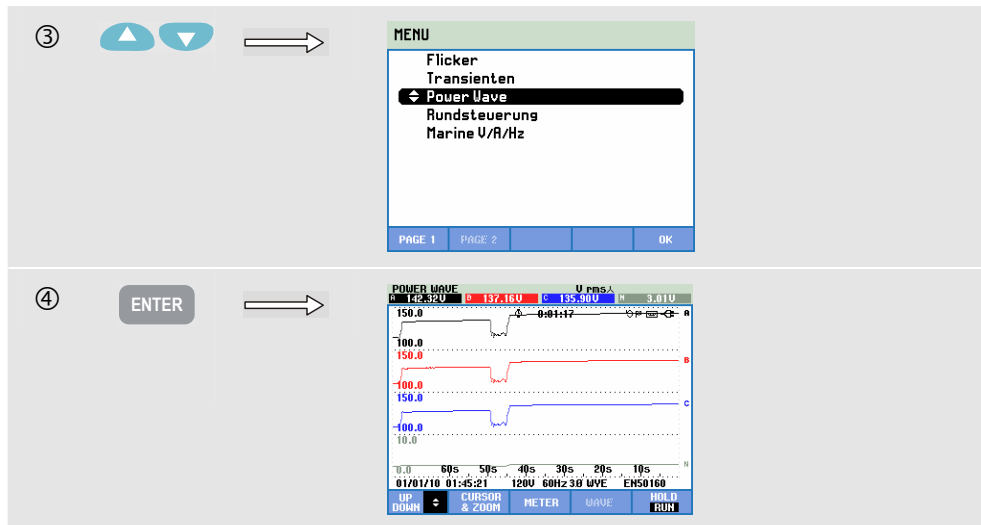 ③
MENU
Flicker
Transienten
Power Wave
Rundsteuerung
Marine V/A/Hz
PAGE 1 PAGE 2 OK
④ ENTER
POWER WAVE V rms
A 142.32V B 137.16V C 135.90V N 3.01V
150.0 0:01:17 A
100.0
150.0
B
100.0
150.0
C
100.0
10.0
N
0.0 60s 50s 40s 30s 20s 10s
01/01/10 01:45:21 120V 60Hz 3Ø WYE EN50160
UP DOWN CURSOR & ZOOM METER WAVE HOLD RUN